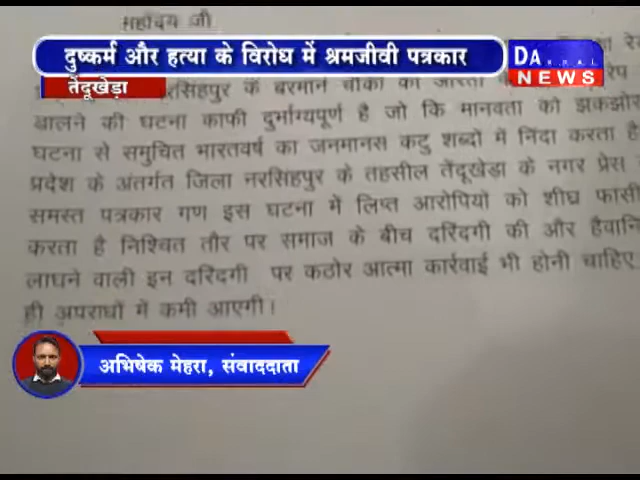 महोदय जी
दुष्कर्म और हत्या के विरोध में श्रमजीवी पत्रकार
DA
K.P.A.L.
NEWS
तेंदूखेड़ा
नरसिंहपुर के बरमान चौकी
डालने की घटना काफी दुर्भाग्यपूर्ण है जो कि मानवता को झकझोर
घटना से समुचित भारतवर्ष का जनमानस कटु शब्दों में निंदा करता है
प्रदेश के अंतर्गत जिला नरसिंहपुर के तहसील तेंदूखेड़ा के नगर प्रेस
समस्त पत्रकार गण इस घटना में लिप्त आरोपियों को शीघ्र फासी
करता है निश्चित तौर पर समाज के बीच दरिंदगी की और हैवानि
लाघने वाली इन दरिंदगी पर कठोर आत्मा कार्रवाई भी होनी चाहिए
ही अपराधों में कमी आएगी।
अभिषेक मेहरा, संवाददाता